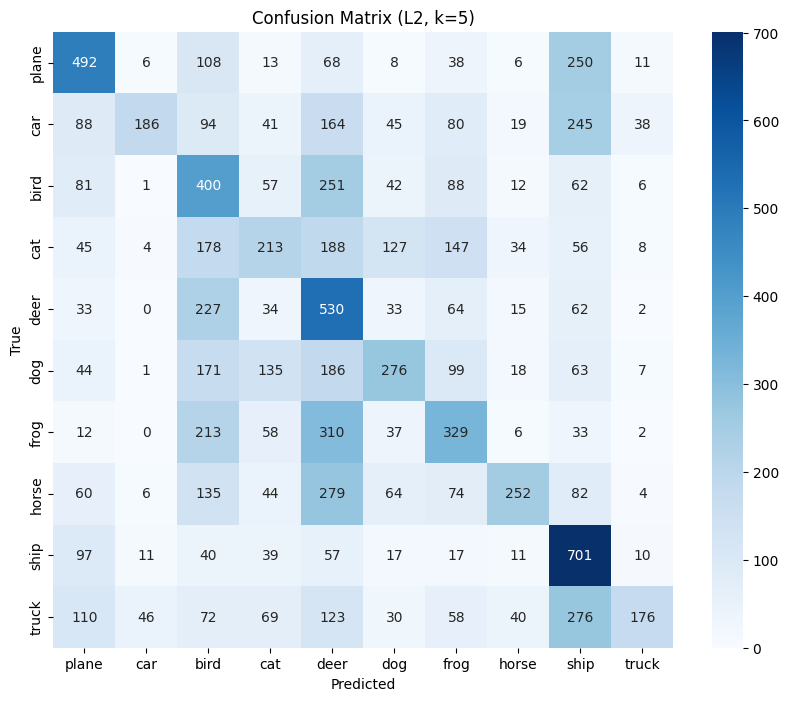 Confusion Matrix (L2, k=5)
True
plane 492 6 108 13 68 8 38 6 250 11
car 88 186 94 41 164 45 80 19 245 38
bird 81 1 400 57 251 42 88 12 62 6
cat 45 4 178 213 188 127 147 34 56 8
deer 33 0 227 34 530 33 64 15 62 2
dog 44 1 171 135 186 276 99 18 63 7
frog 12 0 213 58 310 37 329 6 33 2
horse 60 6 135 44 279 64 74 252 82 4
ship 97 11 40 39 57 17 17 11 701 10
truck 110 46 72 69 123 30 58 40 276 176
plane car bird cat deer dog frog horse ship truck
Predicted
700
600
500
400
300
200
100
0